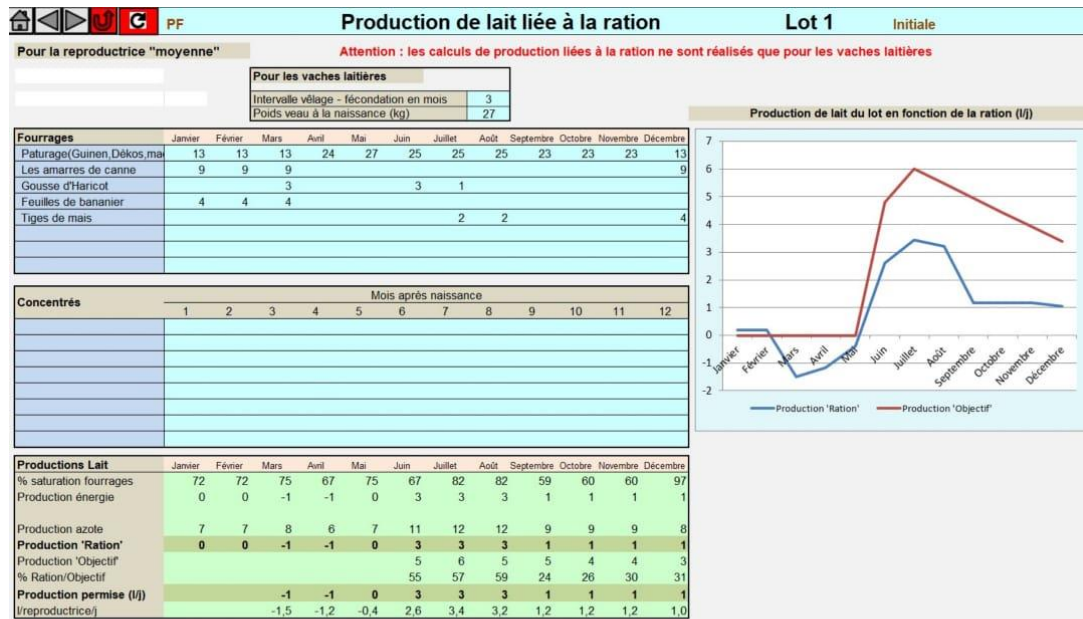 PF Production de lait liée à la ration Lot 1 Initiale
Pour la reproductrice "moyenne" Attention : les calculs de production liées à la ration ne sont réalisés que pour les vaches laitières
Pour les vaches laitières
Intervalle vêlage - fécondation en mois 3
Poids veau à la naissance (kg) 27
Fourrages Janvier Février Mars Avril Mai Juin Juillet Août Septembre Octobre Novembre Décembre
Paturage(Guinen,Dékos,ma 13 13 13 24 27 25 25 25 23 23 23 13
Les amarres de canne 9 9 9 9
Gousse d'Haricot 3 3 1
Feuilles de bananier 4 4 4
Tiges de mais 2 2 4
Concentrés Mois après naissance
1 2 3 4 5 6 7 8 9 10 11 12
Productions Lait Janvier Février Mars Avril Mai Juin Juillet Août Septembre Octobre Novembre Décembre
% saturation fourrages 72 72 75 67 75 67 82 82 59 60 60 97
Production énergie 0 0 -1 -1 0 3 3 3 1 1 1 1
Production azote 7 7 8 6 7 11 12 12 9 9 9 8
Production 'Ration' 0 0 -1 -1 0 3 3 3 1 1 1 1
Production 'Objectif' 5 6 5 5 4 4 3
% Ration/Objectif 55 57 59 24 26 30 31
Production permise (l/j) -1 -1 0 3 3 3 1 1 1 1
l/reproductrice/j -1,5 -1,2 -0,4 2,6 3,4 3,2 1,2 1,2 1,2 1,0
Production de lait du lot en fonction de la ration (l/j)
7
6
5
4
3
2
1
0
-1
-2
Janvier Février Mars Avril Mai Juin Juillet Août Septembre Octobre Novembre Décembre
Production 'Ration' Production 'Objectif'